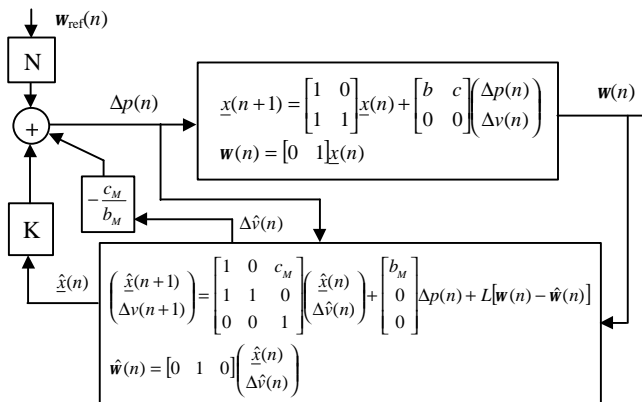 w_ref(n)
N
Δp(n)
+
x(n+1) = [1 0; 1 1] x(n) + [b c; 0 0] (Δp(n); Δv(n))
w(n) = [0 1] x(n)
w(n)
-c_M/b_M
K
Δv̂(n)
x̂(n)
(x̂(n+1); Δv(n+1)) = [1 0 c_M; 1 1 0; 0 0 1] (x̂(n); Δv̂(n)) + [b_M; 0; 0] Δp(n) + L[w(n) - ŵ(n)]
ŵ(n) = [0 1 0] (x̂(n); Δv̂(n))